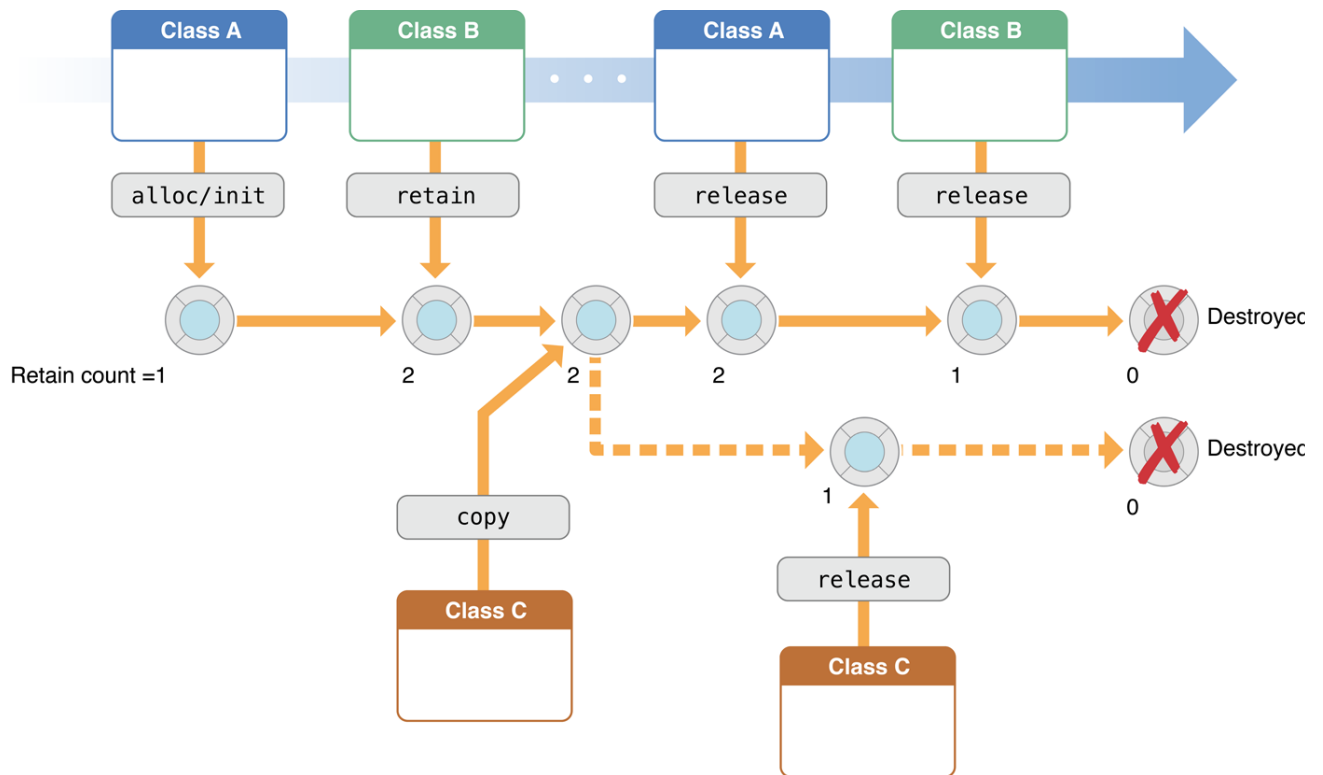 Class A
Class B
Class A
Class B
alloc/init
retain
release
release
Destroyed
Retain count =1
2
2
2
1
0
Destroyed
1
0
copy
release
Class C
Class C